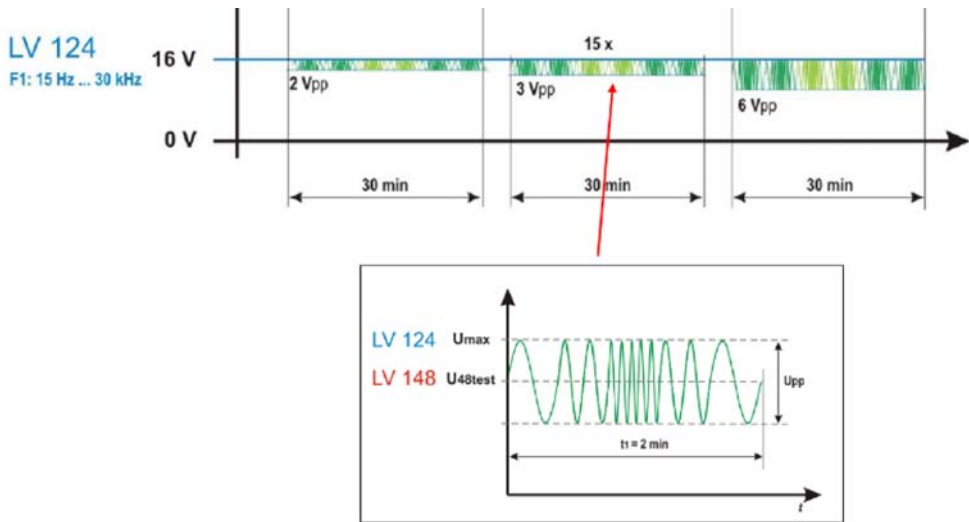 LV 124
F1: 15 Hz ... 30 kHz
16 V
0 V
2 Vpp
15 x
3 Vpp
6 Vpp
30 min
30 min
30 min
LV 124 Umax
LV 148 U48test
Upp
t1 = 2 min
t